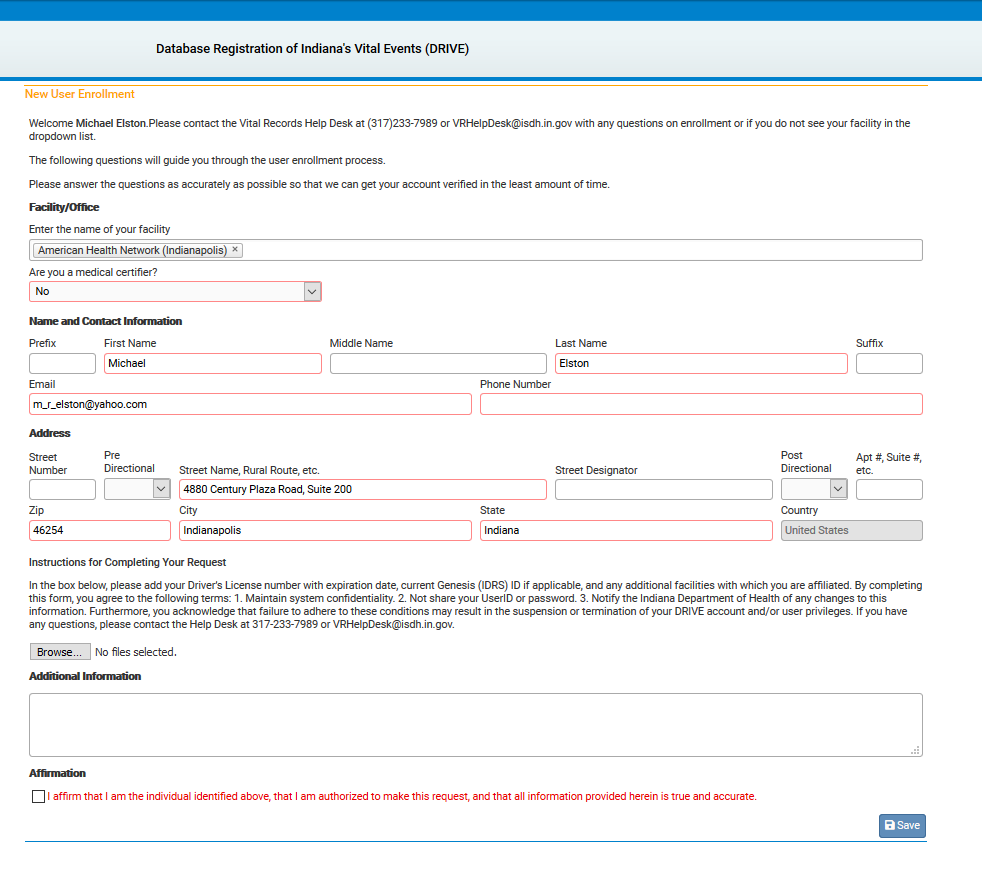 Database Registration of Indiana's Vital Events (DRIVE)
New User Enrollment
Welcome Michael Elston.Please contact the Vital Records Help Desk at (317)233-7989 or VRHelpDesk@isdh.in.gov with any questions on enrollment or if you do not see your facility in the
dropdown list.
The following questions will guide you through the user enrollment process.
Please answer the questions as accurately as possible so that we can get your account verified in the least amount of time.
Facility/Office
Enter the name of your facility
American Health Network (Indianapolis) ×
Are you a medical certifier?
No
Name and Contact Information
Prefix First Name Middle Name Last Name Suffix
Michael Elston
Email Phone Number
m_r_elston@yahoo.com
Address
Street Number Pre Directional Street Name, Rural Route, etc. Street Designator Post Directional Apt #, Suite #, etc.
4880 Century Plaza Road, Suite 200
Zip City State Country
46254 Indianapolis Indiana United States
Instructions for Completing Your Request
In the box below, please add your Driver's License number with expiration date, current Genesis (IDRS) ID if applicable, and any additional facilities with which you are affiliated. By completing
this form, you agree to the following terms: 1. Maintain system confidentiality. 2. Not share your UserID or password. 3. Notify the Indiana Department of Health of any changes to this
information. Furthermore, you acknowledge that failure to adhere to these conditions may result in the suspension or termination of your DRIVE account and/or user privileges. If you have
any questions, please contact the Help Desk at 317-233-7989 or VRHelpDesk@isdh.in.gov.
Browse... No files selected.
Additional Information
Affirmation
I affirm that I am the individual identified above, that I am authorized to make this request, and that all information provided herein is true and accurate.
Save